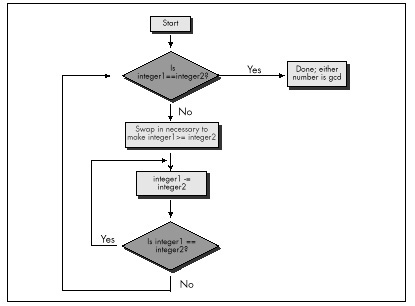 Start
Is
integer1==integer2?
Yes
Done; either
number is gcd
No
Swap in necessary to
make integer1>= integer2
integer1 -=
integer2
Yes
Is integer1 ==
integer2?
No